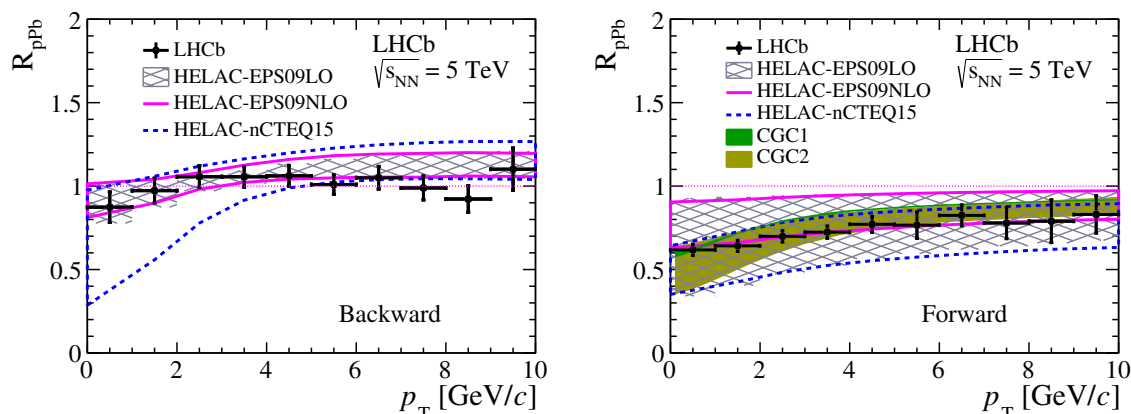 R_pPb
2
1.5
1
0.5
0
LHCb
HELAC-EPS09LO
HELAC-EPS09NLO
HELAC-nCTEQ15
LHCb
√s_NN = 5 TeV
Backward
0 2 4 6 8 10
p_T [GeV/c]
R_pPb
2
1.5
1
0.5
0
LHCb
HELAC-EPS09LO
HELAC-EPS09NLO
HELAC-nCTEQ15
CGC1
CGC2
LHCb
√s_NN = 5 TeV
Forward
0 2 4 6 8 10
p_T [GeV/c]